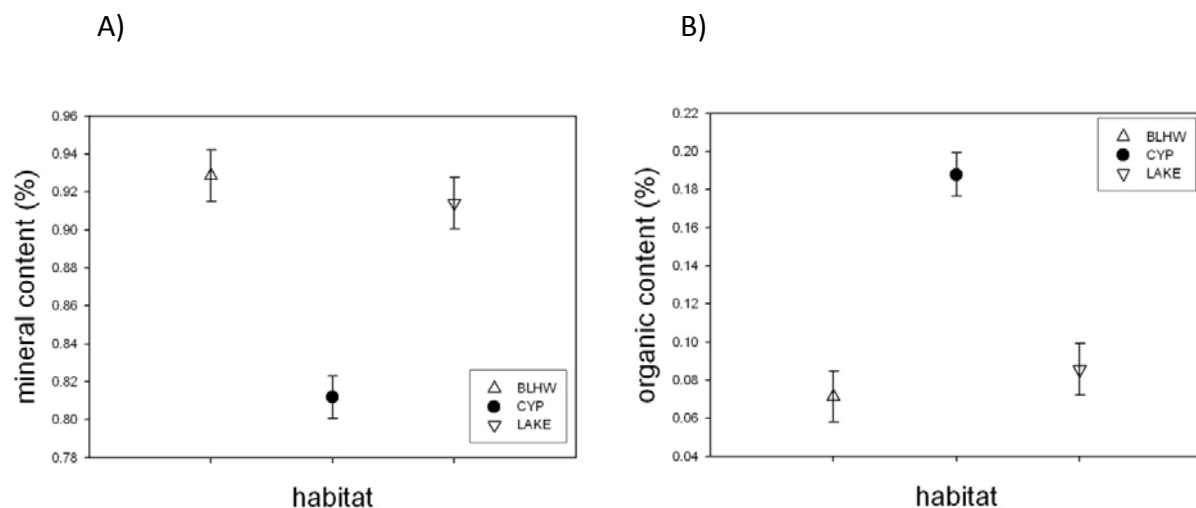 A)
B)
mineral content (%)
0.96
0.94
0.92
0.90
0.88
0.86
0.84
0.82
0.80
0.78
BLHW
CYP
LAKE
habitat
organic content (%)
0.22
0.20
0.18
0.16
0.14
0.12
0.10
0.08
0.06
0.04
BLHW
CYP
LAKE
habitat